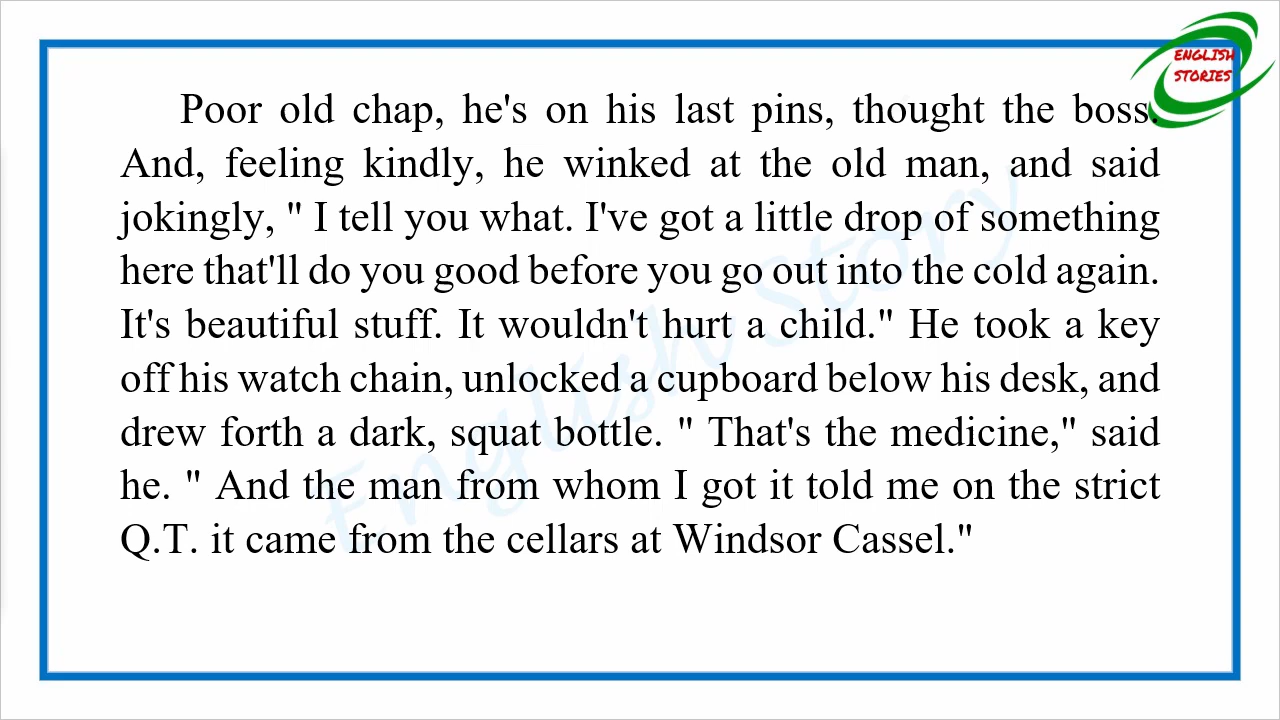 ENGLISH
STORIES
Poor old chap, he's on his last pins, thought the boss.
And, feeling kindly, he winked at the old man, and said
jokingly, " I tell you what. I've got a little drop of something
here that'll do you good before you go out into the cold again.
It's beautiful stuff. It wouldn't hurt a child." He took a key
off his watch chain, unlocked a cupboard below his desk, and
drew forth a dark, squat bottle. " That's the medicine," said
he. " And the man from whom I got it told me on the strict
Q.T. it came from the cellars at Windsor Cassel."
English Story